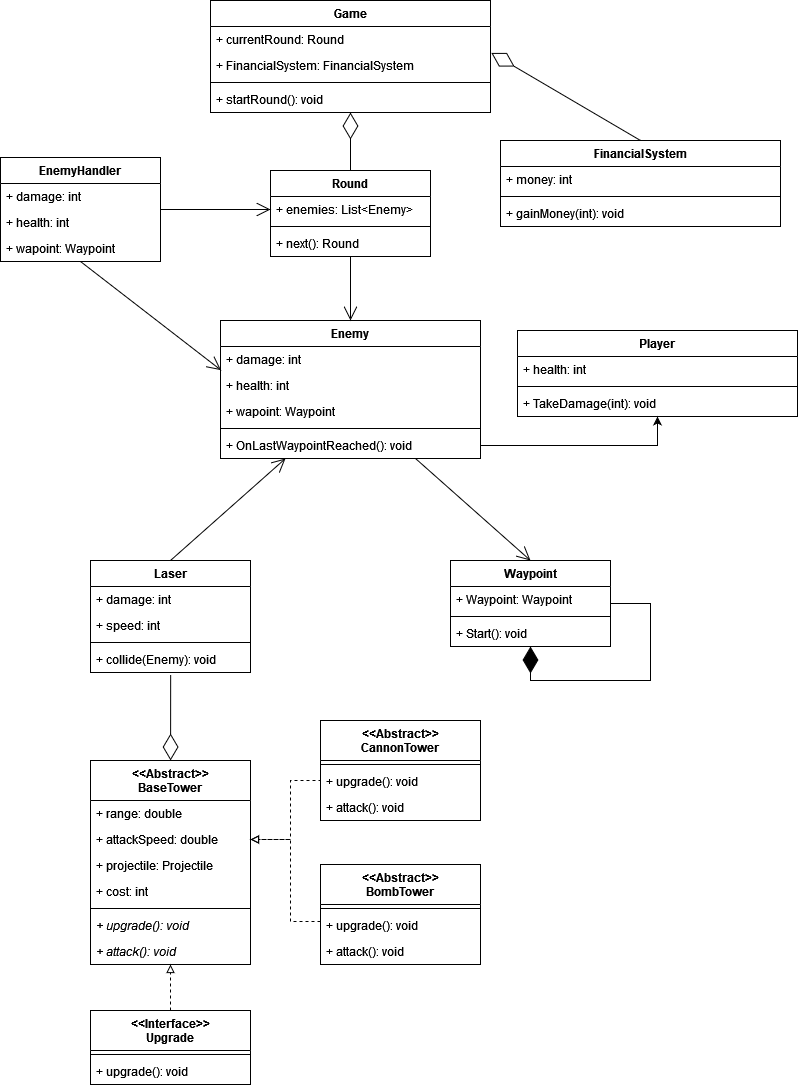 Game
+ currentRound: Round
+ FinancialSystem: FinancialSystem
+ startRound(): void
EnemyHandler
+ damage: int
+ health: int
+ wapoint: Waypoint
Round
+ enemies: List<Enemy>
+ next(): Round
FinancialSystem
+ money: int
+ gainMoney(int): void
Enemy
+ damage: int
+ health: int
+ wapoint: Waypoint
+ OnLastWaypointReached(): void
Player
+ health: int
+ TakeDamage(int): void
Laser
+ damage: int
+ speed: int
+ collide(Enemy): void
Waypoint
+ Waypoint: Waypoint
+ Start(): void
<<Abstract>>
BaseTower
+ range: double
+ attackSpeed: double
+ projectile: Projectile
+ cost: int
+ upgrade(): void
+ attack(): void
<<Abstract>>
CannonTower
+ upgrade(): void
+ attack(): void
<<Abstract>>
BombTower
+ upgrade(): void
+ attack(): void
<<Interface>>
Upgrade
+ upgrade(): void